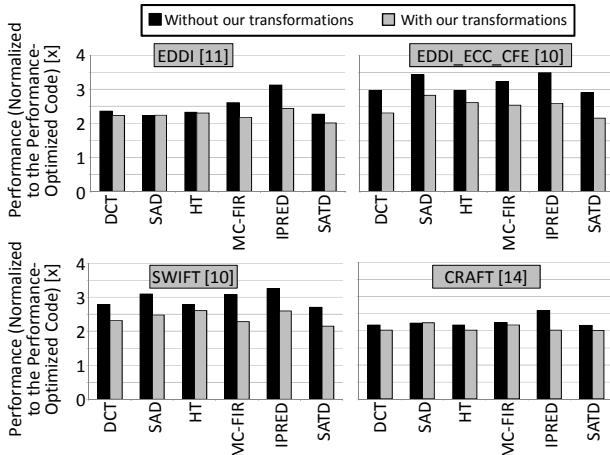 Without our transformations With our transformations
Performance (Normalized
to the Performance-
Optimized Code) [x]
4
3
2
1
0
EDDI [11]
DCT
SAD
HT
MC-FIR
IPRED
SATD
EDDI_ECC_CFE [10]
DCT
SAD
HT
MC-FIR
IPRED
SATD
Performance (Normalized
to the Performance-
Optimized Code) [x]
4
3
2
1
0
SWIFT [10]
DCT
SAD
HT
MC-FIR
IPRED
SATD
CRAFT [14]
DCT
SAD
HT
MC-FIR
IPRED
SATD